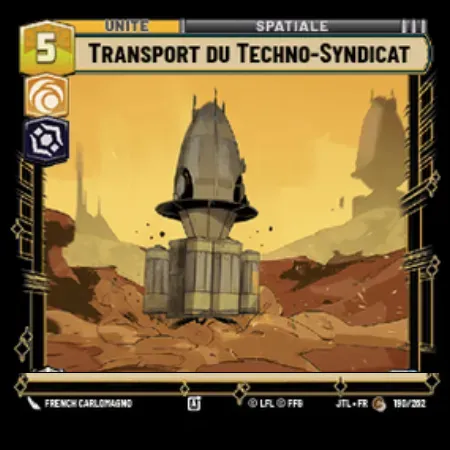 UNITÉ
SPATIALE
5
TRANSPORT DU TECHNO-SYNDICAT
FRENCH CARLOMAGNO
© LFL © FFG
JTL • FR
190/262